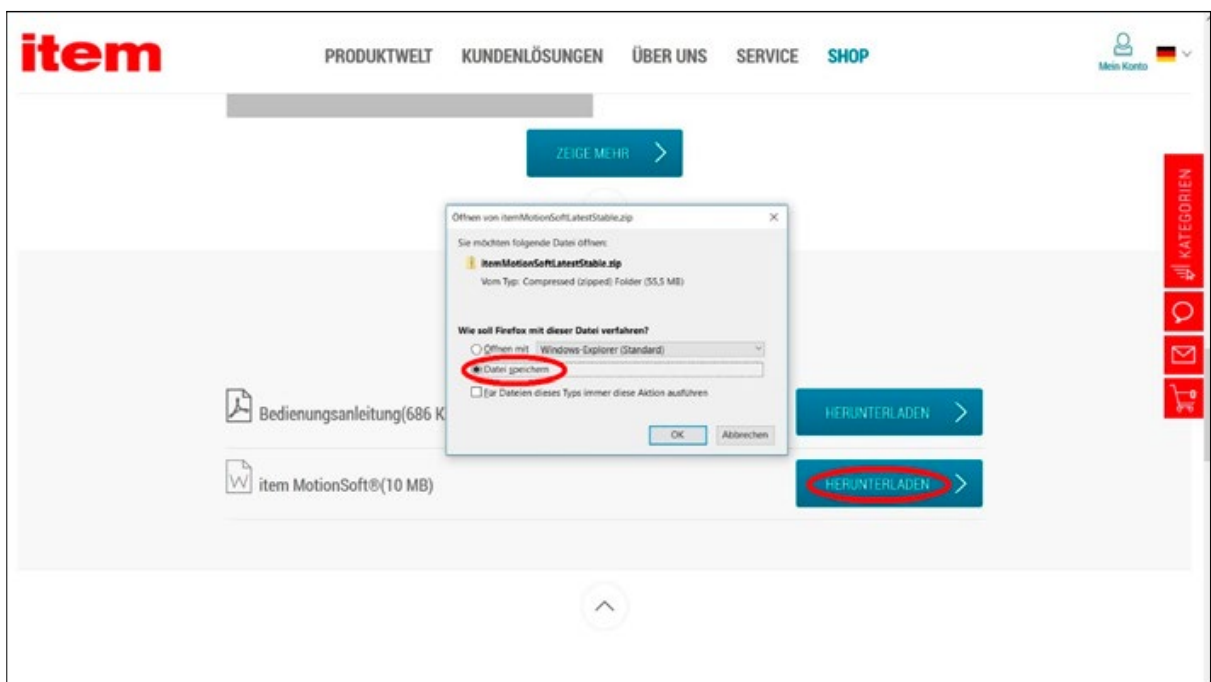 item
PRODUKTWELT KUNDENLÖSUNGEN ÜBER UNS SERVICE SHOP
Mein Konto
ZEIGE MEHR
KATEGORIEN
Öffnen von itemMotionSoftLatestStable.zip
Sie möchten folgende Datei öffnen:
itemMotionSoftLatestStable.zip
Vom Typ: Compressed (zipped) Folder (55,5 MB)
Wie soll Firefox mit dieser Datei verfahren?
Öffnen mit Windows-Explorer (Standard)
Datei speichern
Für Dateien dieses Typs immer diese Aktion ausführen
OK Abbrechen
Bedienungsanleitung(686 K
HERUNTERLADEN
W
item MotionSoft®(10 MB)
HERUNTERLADEN